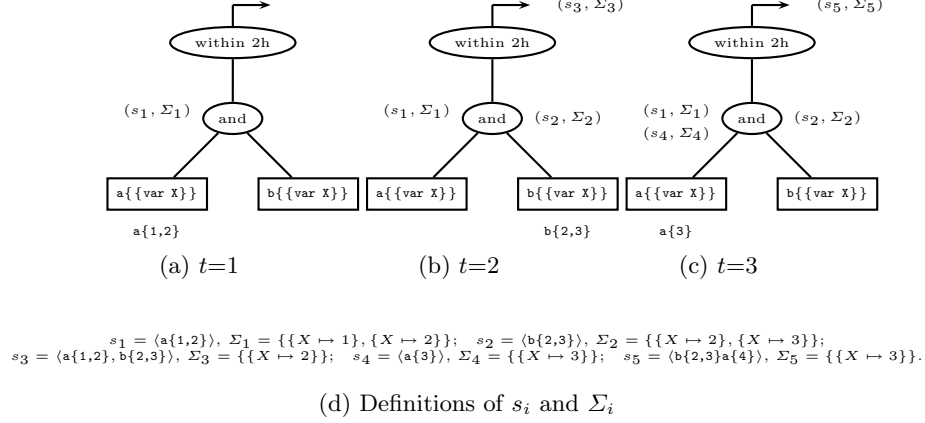 (s₃, Σ₃) (s₅, Σ₅)
within 2h within 2h within 2h
(s₁, Σ₁) and (s₁, Σ₁) and (s₂, Σ₂) (s₁, Σ₁) and (s₂, Σ₂)
(s₄, Σ₄)
a{{var X}} b{{var X}} a{{var X}} b{{var X}} a{{var X}} b{{var X}}
a{1,2} b{2,3} a{3}
(a) t=1 (b) t=2 (c) t=3
s₁ = ⟨a{1,2}⟩, Σ₁ = {{X ↦ 1}, {X ↦ 2}}; s₂ = ⟨b{2,3}⟩, Σ₂ = {{X ↦ 2}, {X ↦ 3}};
s₃ = ⟨a{1,2}, b{2,3}⟩, Σ₃ = {{X ↦ 2}}; s₄ = ⟨a{3}⟩, Σ₄ = {{X ↦ 3}}; s₅ = ⟨b{2,3}a{4}⟩, Σ₅ = {{X ↦ 3}}.
(d) Definitions of sᵢ and Σᵢ